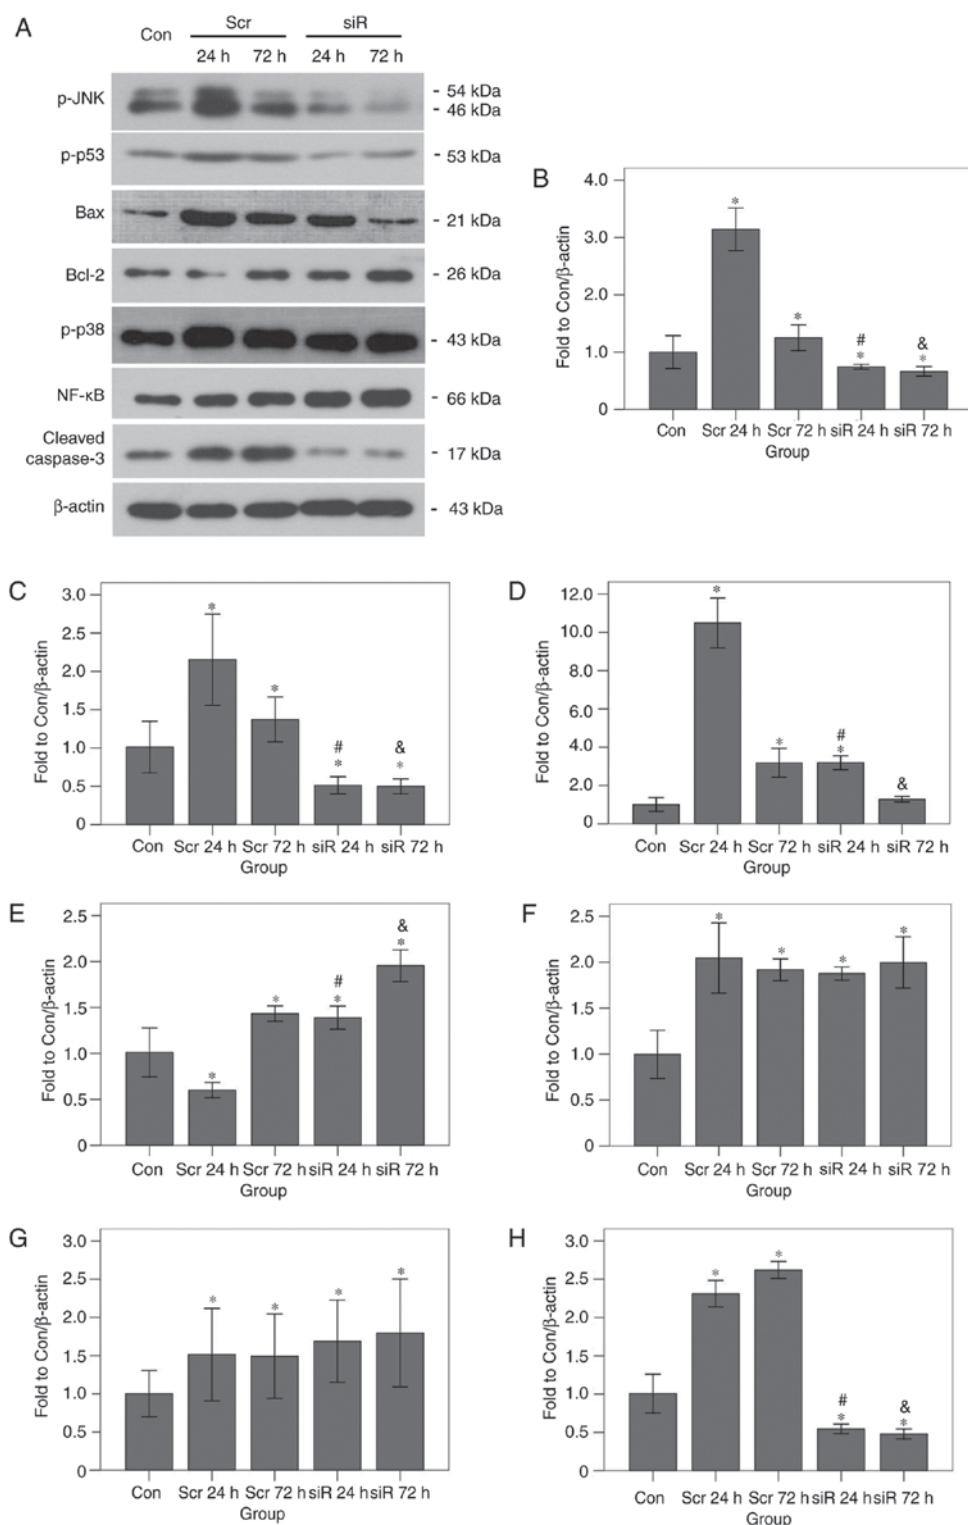 A
Con
Scr
siR
24 h
72 h
24 h
72 h
p-JNK
- 54 kDa
- 46 kDa
p-p53
- 53 kDa
Bax
- 21 kDa
Bcl-2
- 26 kDa
p-p38
- 43 kDa
NF-κB
- 66 kDa
Cleaved
caspase-3
- 17 kDa
β-actin
- 43 kDa
B
Fold to Con/β-actin
4.0
3.0
2.0
1.0
0
*
*
#
*
&
*
Con Scr 24 h Scr 72 h siR 24 h siR 72 h
Group
C
Fold to Con/β-actin
3.0
2.5
2.0
1.5
1.0
0.5
0
*
*
#
*
&
*
Con Scr 24 h Scr 72 h siR 24 h siR 72 h
Group
D
Fold to Con/β-actin
12.0
10.0
8.0
6.0
4.0
2.0
0
*
*
#
*
&
Con Scr 24 h Scr 72 h siR 24 h siR 72 h
Group
E
Fold to Con/β-actin
2.5
2.0
1.5
1.0
0.5
0
*
*
#
*
&
*
Con Scr 24 h Scr 72 h siR 24 h siR 72 h
Group
F
Fold to Con/β-actin
2.5
2.0
1.5
1.0
0.5
0
*
*
*
*
Con Scr 24 h Scr 72 h siR 24 h siR 72 h
Group
G
Fold to Con/β-actin
3.0
2.5
2.0
1.5
1.0
0.5
0
*
*
*
*
Con Scr 24 h Scr 72 h siR 24 h siR 72 h
Group
H
Fold to Con/β-actin
3.0
2.5
2.0
1.5
1.0
0.5
0
*
*
#
*
&
*
Con Scr 24 h Scr 72 h siR 24 h siR 72 h
Group